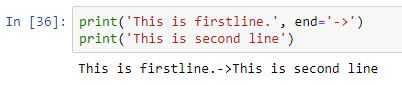 In [36]: print('This is firstline.', end='->')
print('This is second line')
This is firstline.->This is second line